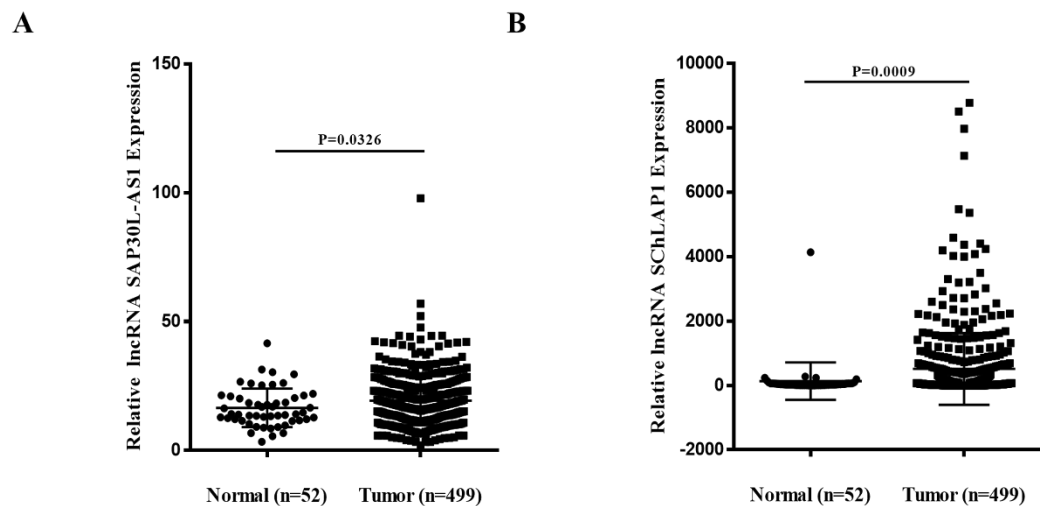 A
Relative lncRNA SAP30L-AS1 Expression
150
100
50
0
P=0.0326
Normal (n=52)
Tumor (n=499)
B
Relative lncRNA SChLAP1 Expression
10000
8000
6000
4000
2000
0
-2000
P=0.0009
Normal (n=52)
Tumor (n=499)